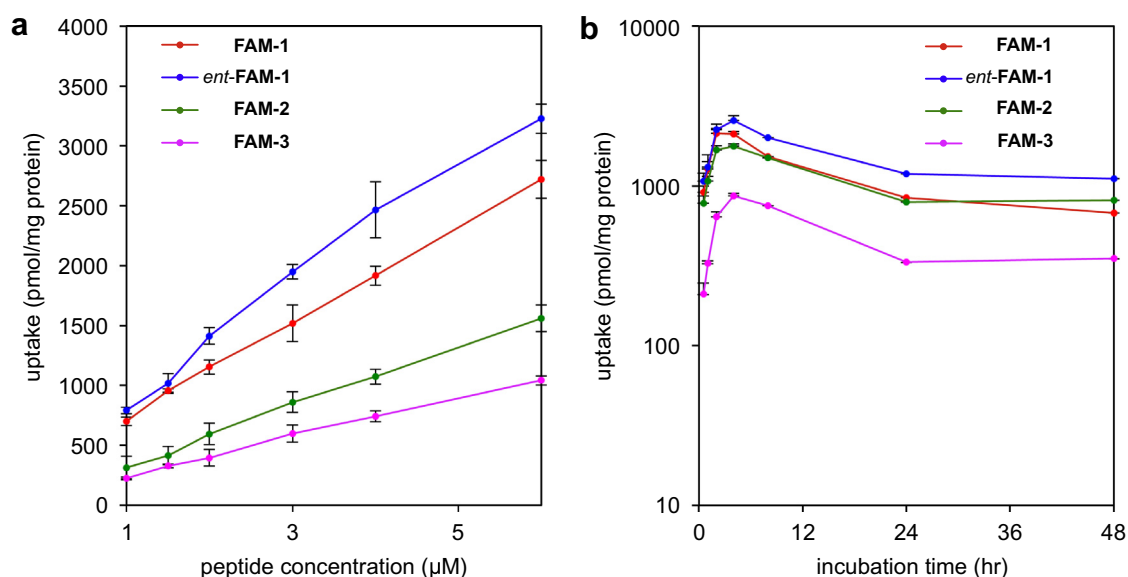 a
FAM-1
ent-FAM-1
FAM-2
FAM-3
4000
3500
3000
2500
2000
1500
1000
500
0
1
3
5
uptake (pmol/mg protein)
peptide concentration (µM)
b
FAM-1
ent-FAM-1
FAM-2
FAM-3
10000
1000
100
10
0
12
24
36
48
uptake (pmol/mg protein)
incubation time (hr)